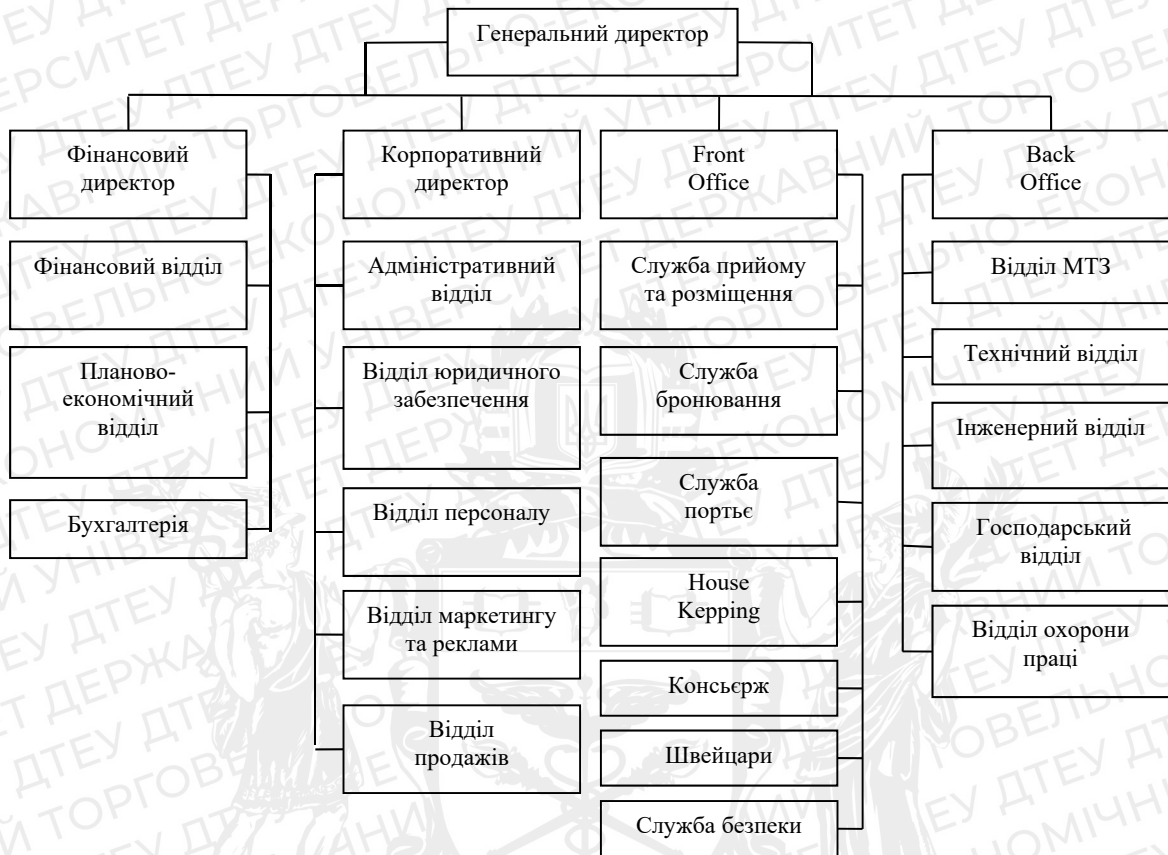 Генеральний директор
Фінансовий
директор
Фінансовий відділ
Планово-
економічний
відділ
Бухгалтерія
Корпоративний
директор
Адміністративний
відділ
Відділ юридичного
забезпечення
Відділ персоналу
Відділ маркетингу
та реклами
Відділ
продажів
Front
Office
Служба прийому
та розміщення
Служба
бронювання
Служба
портьє
House
Kepping
Консьєрж
Швейцари
Служба безпеки
Back
Office
Відділ МТЗ
Технічний відділ
Інженерний відділ
Господарський
відділ
Відділ охорони
праці